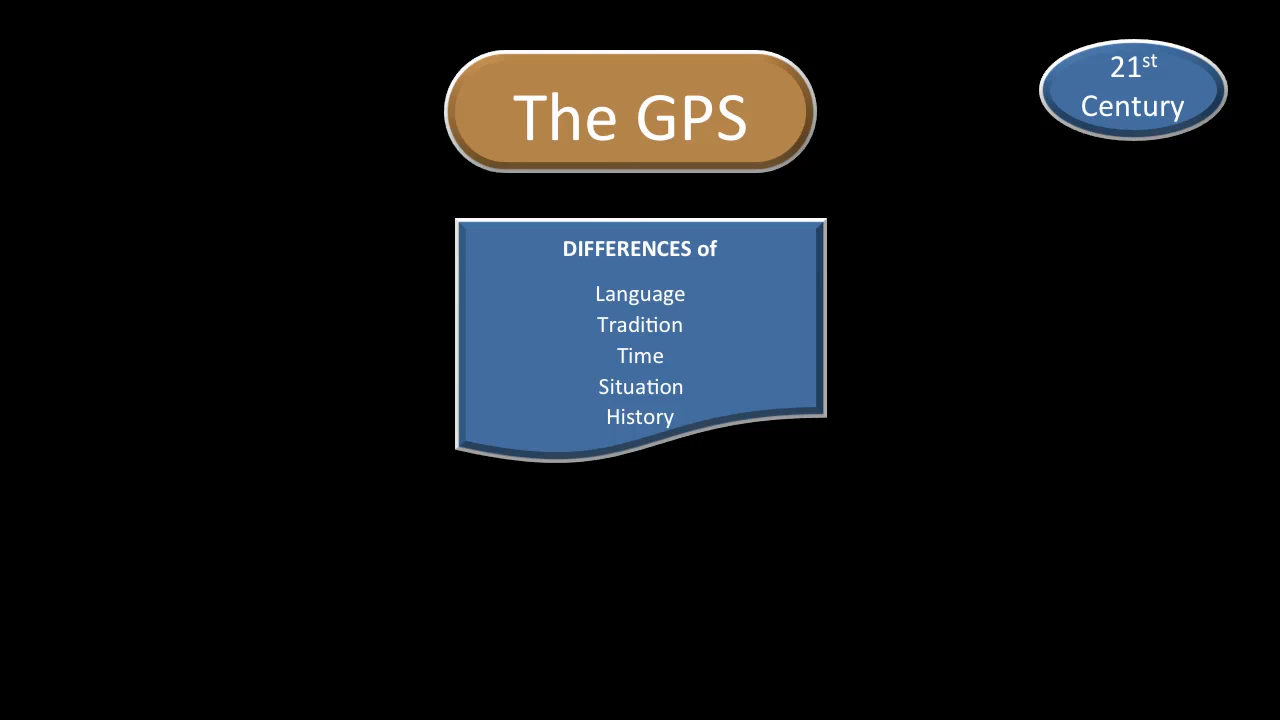 The GPS
21st
Century
DIFFERENCES of
Language
Tradition
Time
Situation
History